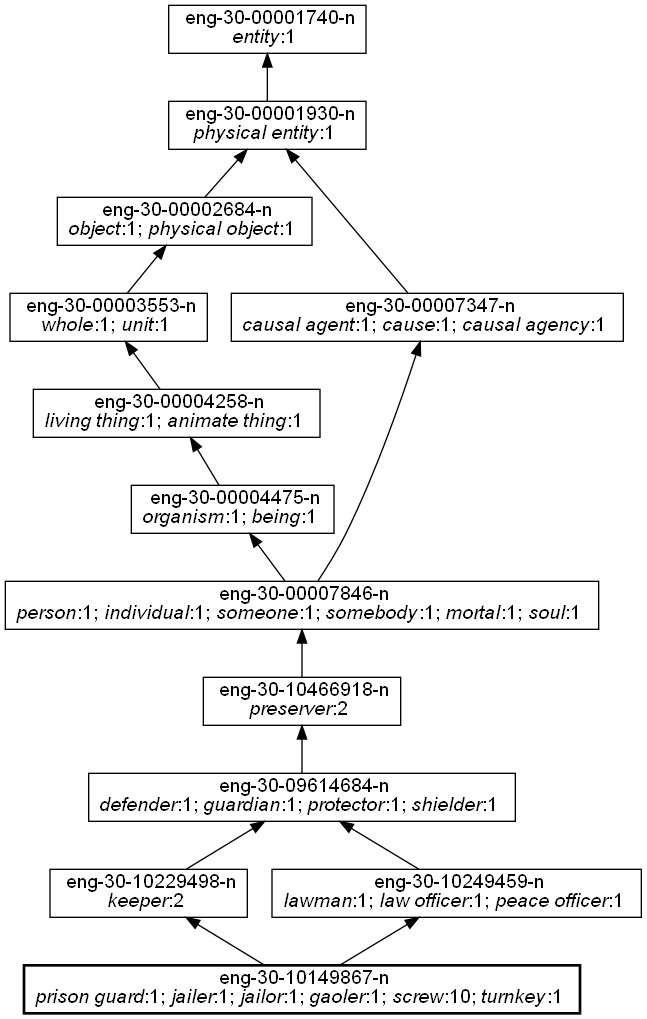 eng-30-00001740-n
entity:1
eng-30-00001930-n
physical entity:1
eng-30-00002684-n
object:1; physical object:1
eng-30-00003553-n
whole:1; unit:1
eng-30-00007347-n
causal agent:1; cause:1; causal agency:1
eng-30-00004258-n
living thing:1; animate thing:1
eng-30-00004475-n
organism:1; being:1
eng-30-00007846-n
person:1; individual:1; someone:1; somebody:1; mortal:1; soul:1
eng-30-10466918-n
preserver:2
eng-30-09614684-n
defender:1; guardian:1; protector:1; shielder:1
eng-30-10229498-n
keeper:2
eng-30-10249459-n
lawman:1; law officer:1; peace officer:1
eng-30-10149867-n
prison guard:1; jailer:1; jailor:1; gaoler:1; screw:10; turnkey:1